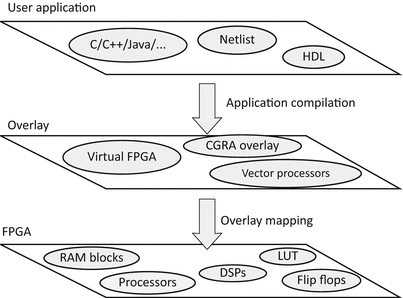 User application
C/C++/Java/...
Netlist
HDL
Application compilation
Overlay
CGRA overlay
Virtual FPGA
Vector processors
Overlay mapping
FPGA
RAM blocks
LUT
DSPs
Processors
Flip flops